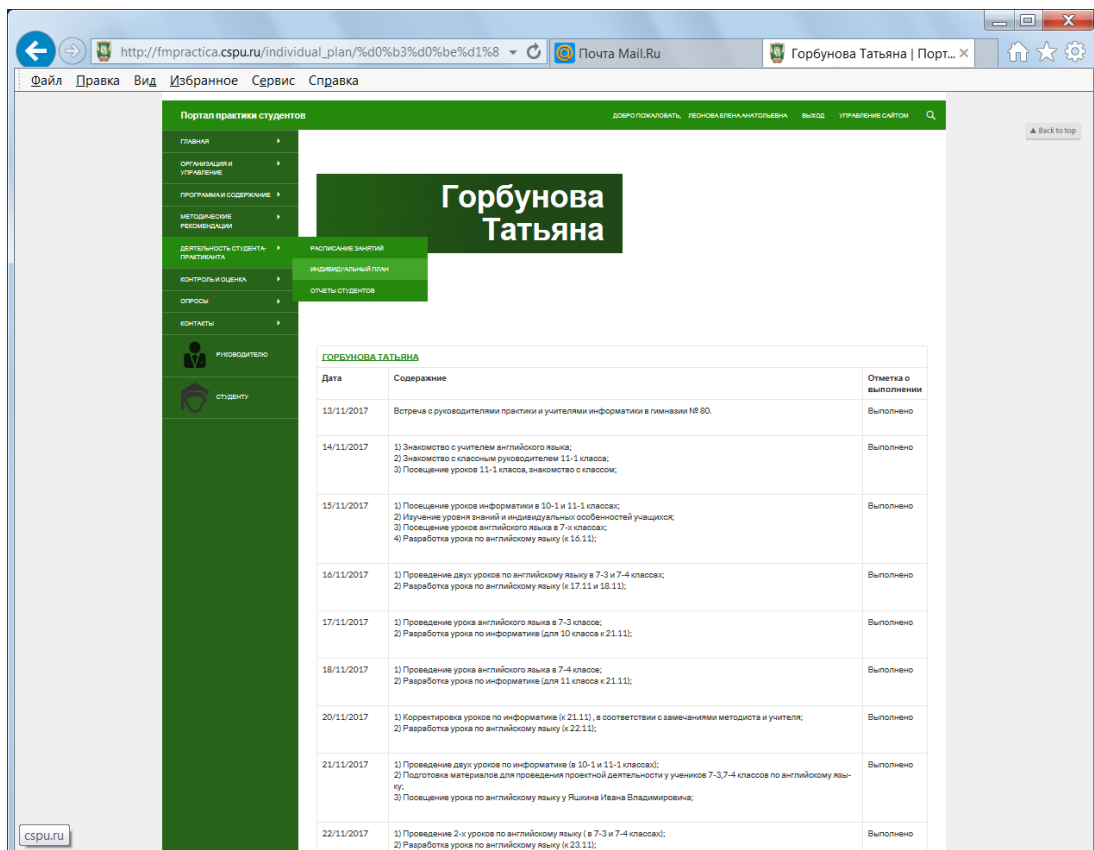 http://fmpractica.cspu.ru/individual_plan/%d0%b3%d0%be%d1%8
Почта Mail.Ru
Горбунова Татьяна | Порт...
Файл Правка Вид Избранное Сервис Справка
Портал практики студентов
ДОБРО ПОЖАЛОВАТЬ, ЛЕОНОВА ЕЛЕНА АНАТОЛЬЕВНА ВЫХОД УПРАВЛЕНИЕ САЙТОМ
Back to top
ГЛАВНАЯ
ОРГАНИЗАЦИЯ И
УПРАВЛЕНИЕ
ПРОГРАММА И СОДЕРЖАНИЕ
МЕТОДИЧЕСКИЕ
РЕКОМЕНДАЦИИ
ДЕЯТЕЛЬНОСТЬ СТУДЕНТА-
ПРАКТИКАНТА
КОНТРОЛЬ И ОЦЕНКА
ОПРОСЫ
КОНТАКТЫ
РУКОВОДИТЕЛЮ
СТУДЕНТУ
РАСПИСАНИЕ ЗАНЯТИЙ
ИНДИВИДУАЛЬНЫЙ ПЛАН
ОТЧЕТЫ СТУДЕНТОВ
Горбунова
Татьяна
ГОРБУНОВА ТАТЬЯНА
Дата Содеражние Отметка о
выполнении
13/11/2017 Встреча с руководителями практики и учителями информатики в гимназии № 80. Выполнено
14/11/2017 1) Знакомство с учителем английского языка; Выполнено
2) Знакомство с классным руководителем 11-1 класса;
3) Посещение уроков 11-1 класса, знакомство с классом;
15/11/2017 1) Посещение уроков информатики в 10-1 и 11-1 классах; Выполнено
2) Изучение уровня знаний и индивидуальных особенностей учащихся;
3) Посещение уроков английского языка в 7-х классах;
4) Разработка урока по английскому языку (к 16.11);
16/11/2017 1) Проведение двух уроков по английскому языку в 7-3 и 7-4 классах; Выполнено
2) Разработка урока по английскому языку (к 17.11 и 18.11);
17/11/2017 1) Проведение урока английского языка в 7-3 классе; Выполнено
2) Разработка урока по информатике (для 10 класса к 21.11);
18/11/2017 1) Проведение урока английского языка в 7-4 классе; Выполнено
2) Разработка урока по информатике (для 11 класса к 21.11);
20/11/2017 1) Корректировка уроков по информатике (к 21.11) , в соответствии с замечаниями методиста и учителя; Выполнено
2) Разработка урока по английскому языку (к 22.11);
21/11/2017 1) Проведение двух уроков по информатике (в 10-1 и 11-1 классах); Выполнено
2) Подготовка материалов для проведения проектной деятельности у учеников 7-3,7-4 классов по английскому язы-
ку;
3) Посещение урока по английскому языку у Яшкина Ивана Владимировича;
22/11/2017 1) Проведение 2-х уроков по английскому языку ( в 7-3 и 7-4 классах); Выполнено
2) Разработка урока по английскому языку (к 23.11);
cspu.ru